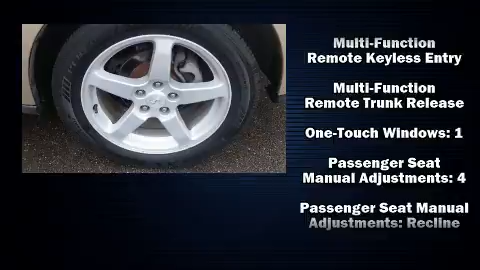 Multi-Function
Remote Keyless Entry
Multi-Function
Remote Trunk Release
One-Touch Windows: 1
Passenger Seat
Manual Adjustments: 4
Passenger Seat Manual
Adjustments: Recline